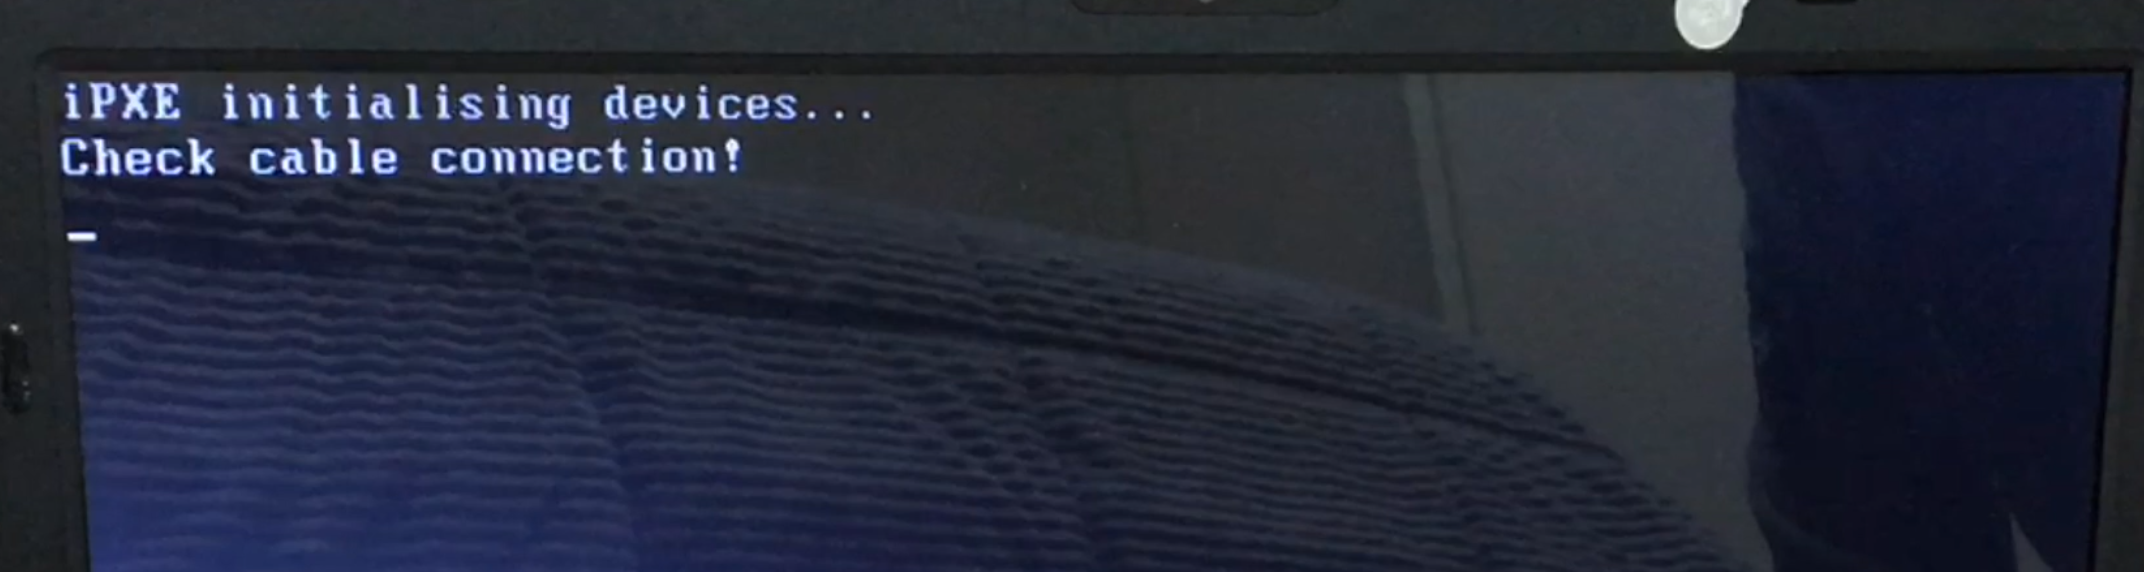 iPXE initialising devices...
Check cable connection!